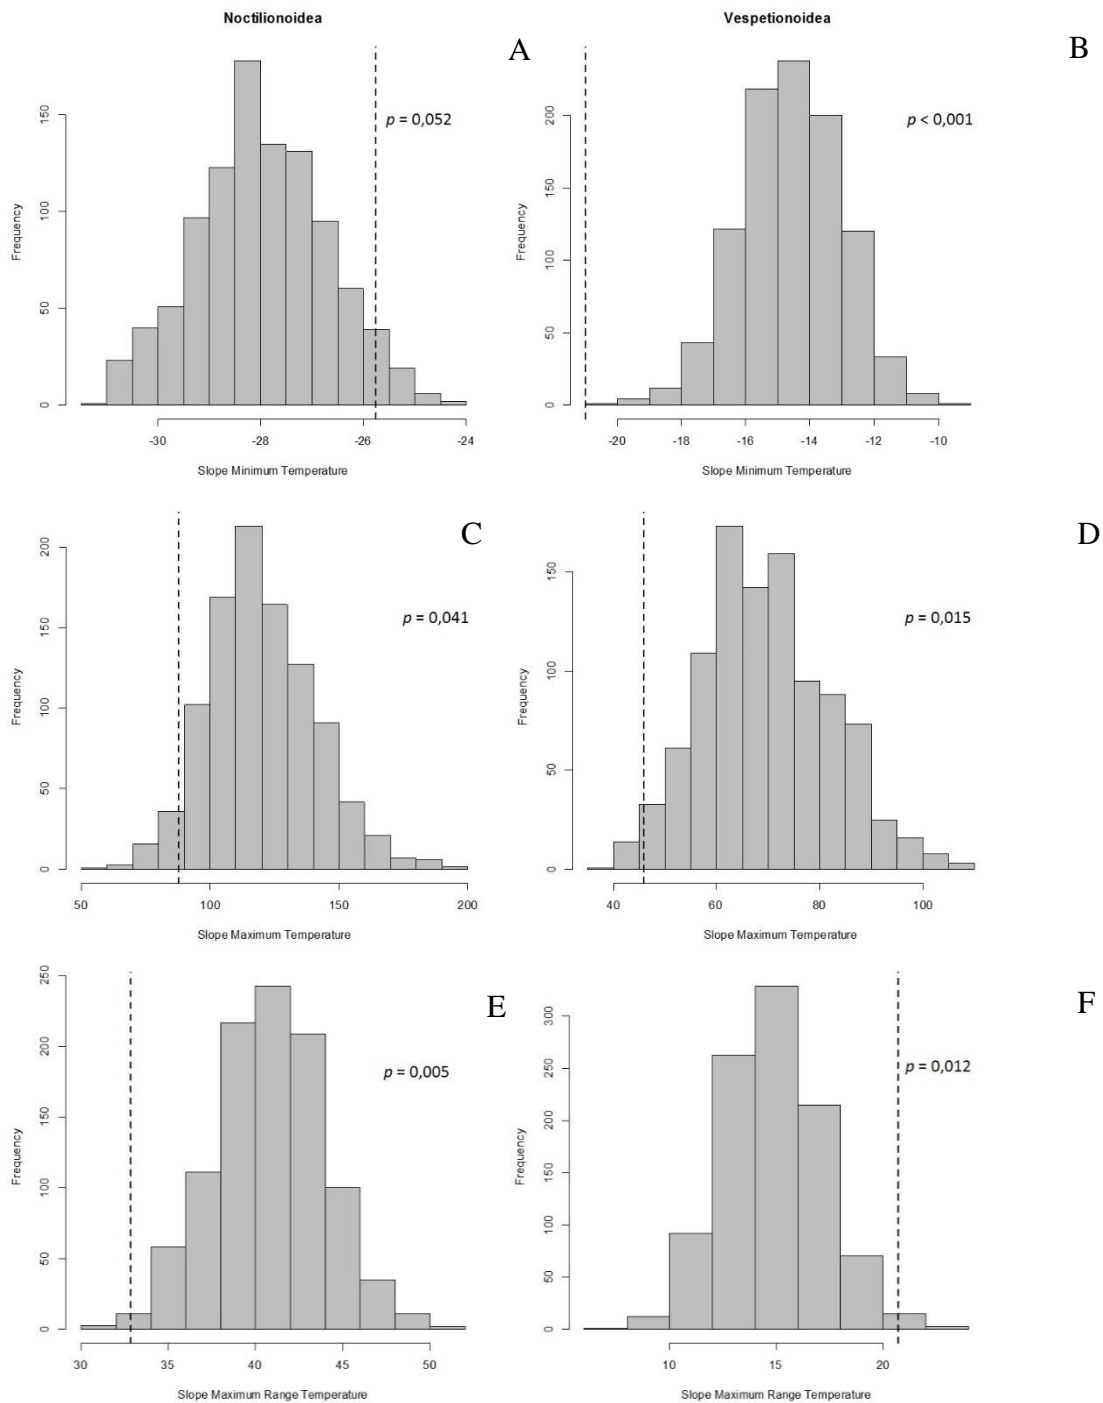 Noctilionoidea
Vespetionoidea
A
B
p = 0,052
p < 0,001
Frequency
0
50
100
150
-30
-28
-26
-24
Slope Minimum Temperature
Frequency
0
50
100
150
200
-20
-18
-16
-14
-12
-10
Slope Minimum Temperature
C
D
p = 0,041
p = 0,015
Frequency
0
50
100
150
200
50
100
150
200
Slope Maximum Temperature
Frequency
0
50
100
150
40
60
80
100
Slope Maximum Temperature
E
F
p = 0,005
p = 0,012
Frequency
0
50
100
150
200
250
30
35
40
45
50
Slope Maximum Range Temperature
Frequency
0
50
100
150
200
250
300
10
15
20
Slope Maximum Range Temperature